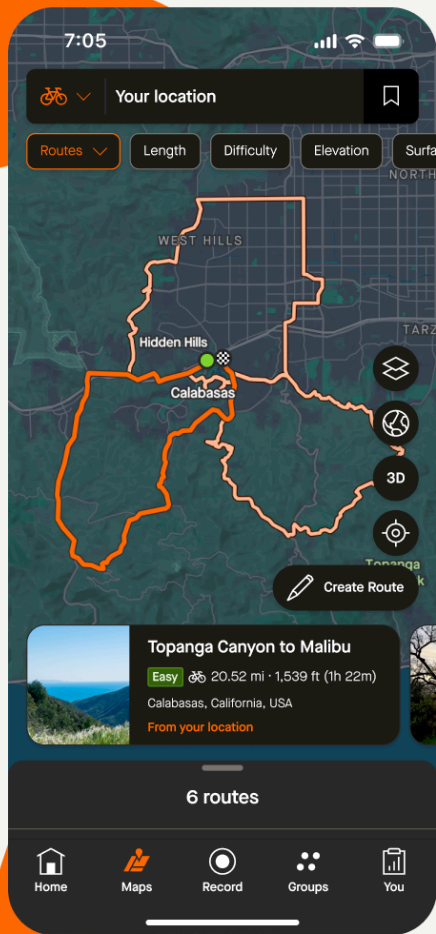 7:05
Your location
Routes
Length
Difficulty
Elevation
Surfa
NORTH
WEST HILLS
TARZ
Hidden Hills
Calabasas
3D
Topanga
k
Create Route
Topanga Canyon to Malibu
Easy 20.52 mi · 1,539 ft (1h 22m)
Calabasas, California, USA
From your location
6 routes
Home
Maps
Record
Groups
You